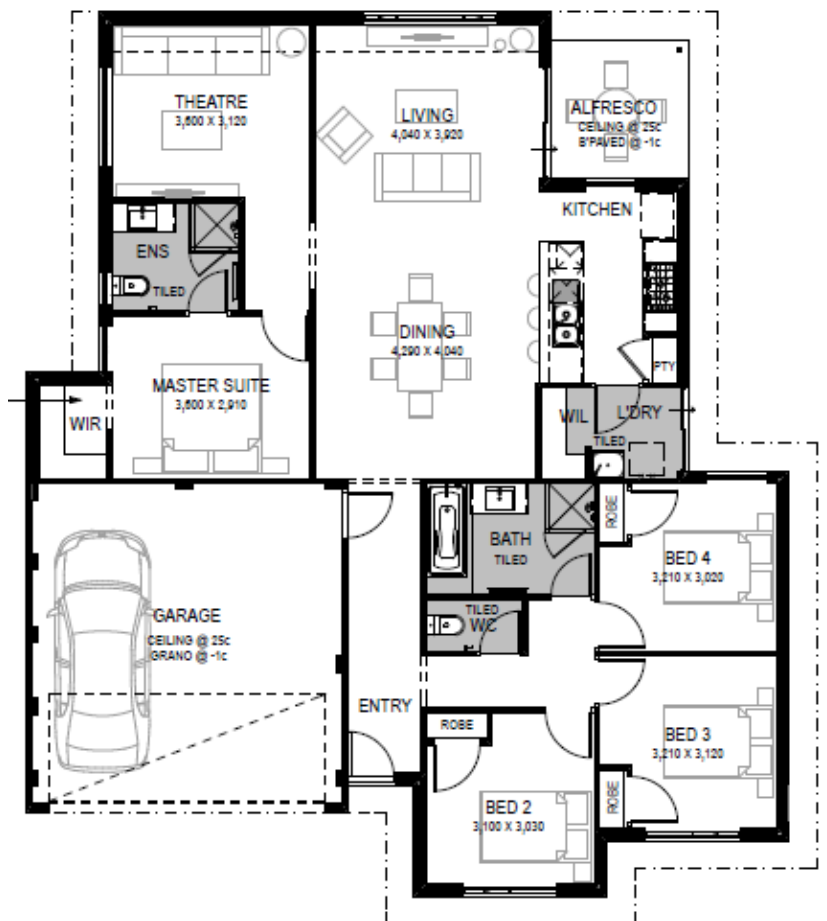 THEATRE
3,600 X 3,120
LIVING
4,040 X 3,920
ALFRESCO
CEILING @ 25c
B'PAVED @ -1c
KITCHEN
ENS
TILED
DINING
4,290 X 4,040
PTY
MASTER SUITE
3,600 X 2,910
WIR
WIL
L'DRY
TILED
ROBE
BATH
TILED
BED 4
3,210 X 3,020
TILED
WC
GARAGE
CEILING @ 25c
GRANO @ -1c
ENTRY
ROBE
BED 3
3,210 X 3,120
ROBE
BED 2
3,100 X 3,030